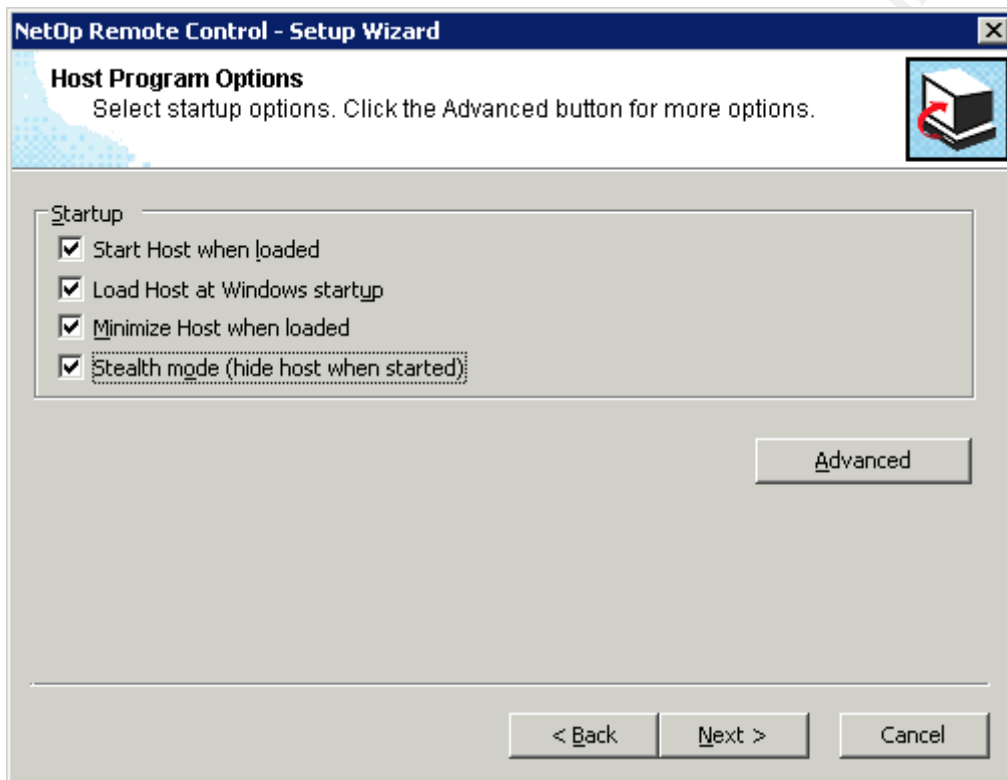 NetOp Remote Control - Setup Wizard
Host Program Options
Select startup options. Click the Advanced button for more options.
Startup
Start Host when loaded
Load Host at Windows startup
Minimize Host when loaded
Stealth mode (hide host when started)
Advanced
< Back Next > Cancel